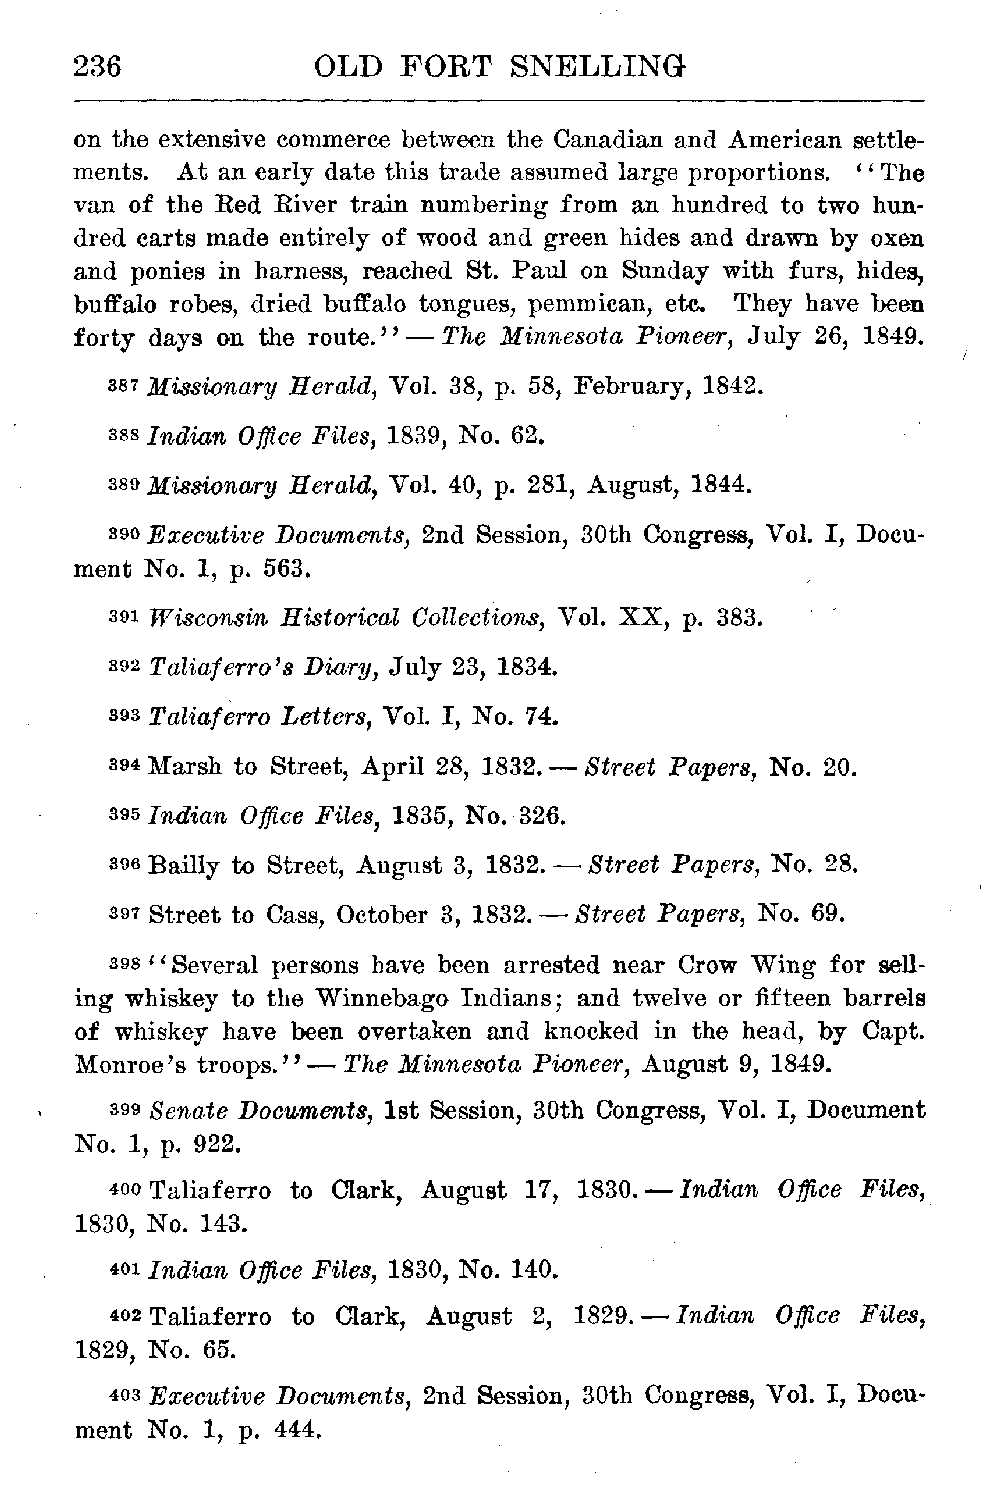 236 OLD FORT SNELLING
on the extensive commerce between the Canadian and American settle-
ments. At an early date this trade assumed large proportions. ‘‘The
van of the Red River train numbering from an hundred to two hun-
dred carts made entirely of wood and green hides and drawn by oxen
and ponies in harness, reached St. Paul on Sunday with furs, hides,
buffalo robes, dried buffalo tongues, pemmican, etc. They have been
forty days on the route.’’ — The Minnesota Pioneer, July 26, 1849.
387 Missionary Herald, Vol. 38, p. 58, February, 1842.
388 Indian Office Files, 1839, No. 62.
389 Missionary Herald, Vol. 40, p. 281, August, 1844.
390 Executive Documents, 2nd Session, 30th Congress, Vol. I, Docu-
ment No. 1, p. 563.
391 Wisconsin Historical Collections, Vol. XX, p. 383.
392 Taliaferro's Diary, July 23, 1834.
393 Taliaferro Letters, Vol. I, No. 74.
394 Marsh to Street, April 28, 1832. — Street Papers, No. 20.
395 Indian Office Files, 1835, No. 326.
396 Bailly to Street, August 3, 1832. — Street Papers, No. 28.
397 Street to Cass, October 3, 1832. — Street Papers, No. 69.
398 ‘‘Several persons have been arrested near Crow Wing for sell-
ing whiskey to the Winnebago Indians; and twelve or fifteen barrels
of whiskey have been overtaken and knocked in the head, by Capt.
Monroe's troops.’’ — The Minnesota Pioneer, August 9, 1849.
399 Senate Documents, 1st Session, 30th Congress, Vol. I, Document
No. 1, p. 922.
400 Taliaferro to Clark, August 17, 1830. — Indian Office Files,
1830, No. 143.
401 Indian Office Files, 1830, No. 140.
402 Taliaferro to Clark, August 2, 1829. — Indian Office Files,
1829, No. 65.
403 Executive Documents, 2nd Session, 30th Congress, Vol. I, Docu-
ment No. 1, p. 444.